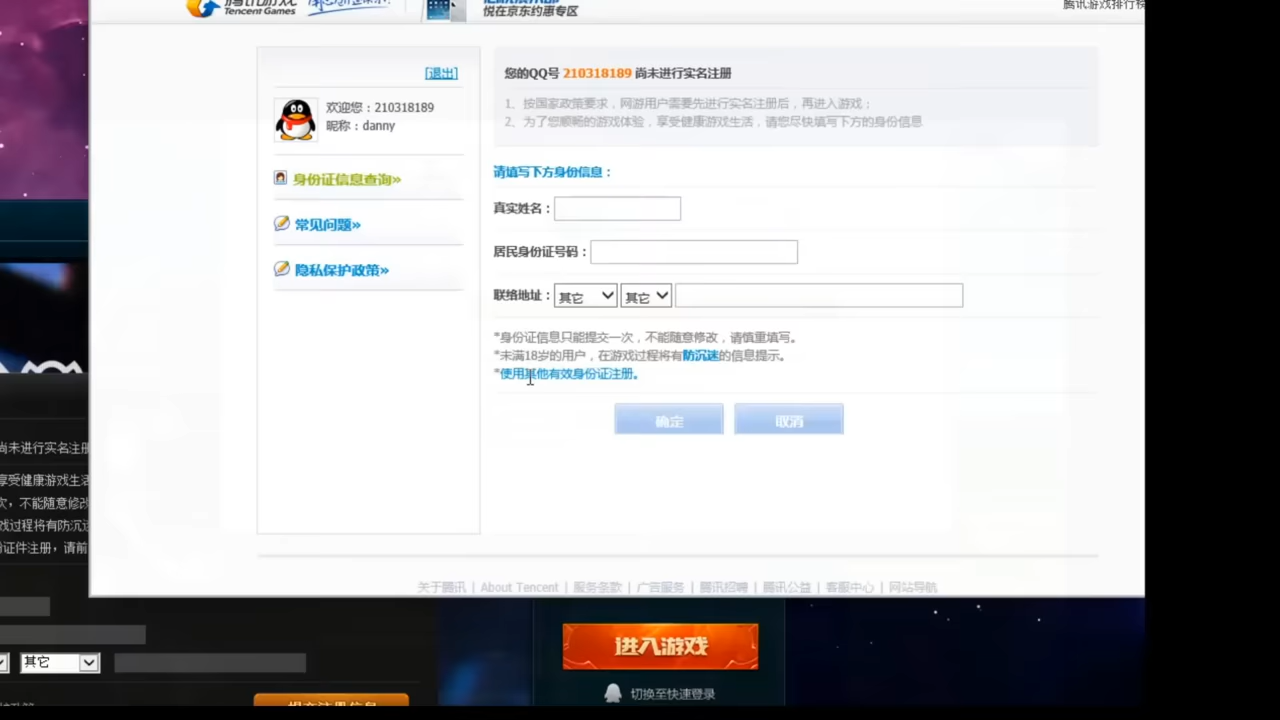 腾讯游戏
Tencent Games
悦在京东约惠专区
腾讯游戏排行榜
[退出]
欢迎您：210318189
昵称：danny
身份证信息查询»
常见问题»
隐私保护政策»
您的QQ号 210318189 尚未进行实名注册
1、按国家政策要求，网游用户需要先进行实名注册后，再进入游戏；
2、为了您顺畅的游戏体验，享受健康游戏生活，请您尽快填写下方的身份信息
请填写下方身份信息：
真实姓名：
居民身份证号码：
联络地址： 其它 其它
*身份证信息只能提交一次，不能随意修改，请慎重填写。
*未满18岁的用户，在游戏过程将有防沉迷的信息提示。
*使用其他有效身份证注册。
确定 取消
关于腾讯 | About Tencent | 服务条款 | 广告服务 | 腾讯招聘 | 腾讯公益 | 客服中心 | 网站导航
尚未进行实名注册
享受健康游戏生活
次，不能随意修改
戏过程将有防沉迷
份证件注册，请前
其它
提交注册信息
进入游戏
切换至快速登录